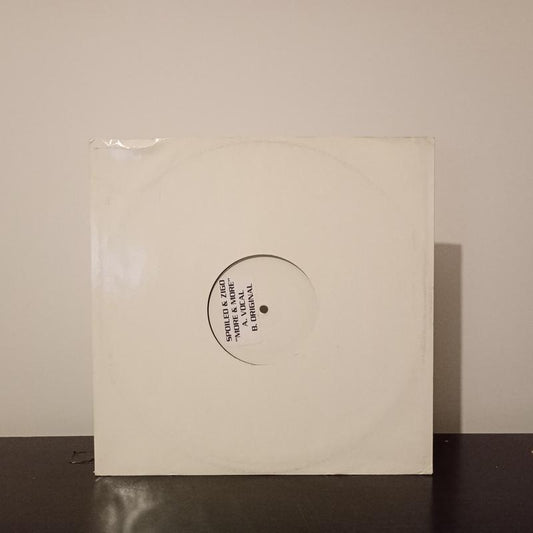 SPOILED & ZIGO
"MORE & MORE"
A. VOCAL
B. ORIGINAL